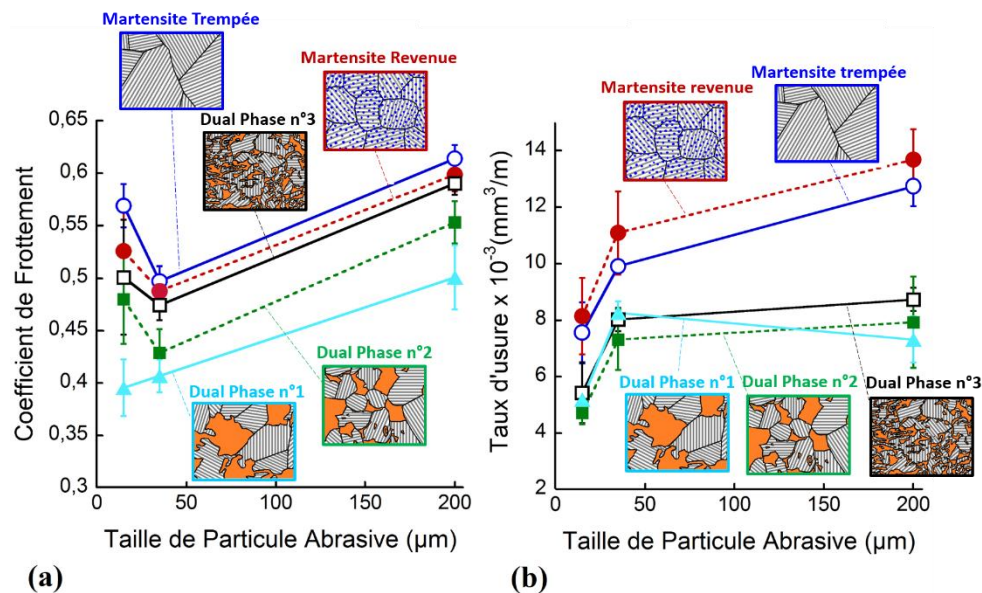 Martensite Trempée
Martensite Revenue
Dual Phase n°3
0,65
0,6
0,55
0,5
0,45
0,4
0,35
0,3
Coefficient de Frottement
Dual Phase n°1
Dual Phase n°2
0
50
100
150
200
Taille de Particule Abrasive (µm)
(a)
Martensite trempée
Martensite revenue
14
12
10
8
6
4
2
Taux d'usure x 10⁻³(mm³/m)
Dual Phase n°1
Dual Phase n°2
Dual Phase n°3
0
50
100
150
200
Taille de Particule Abrasive (µm)
(b)